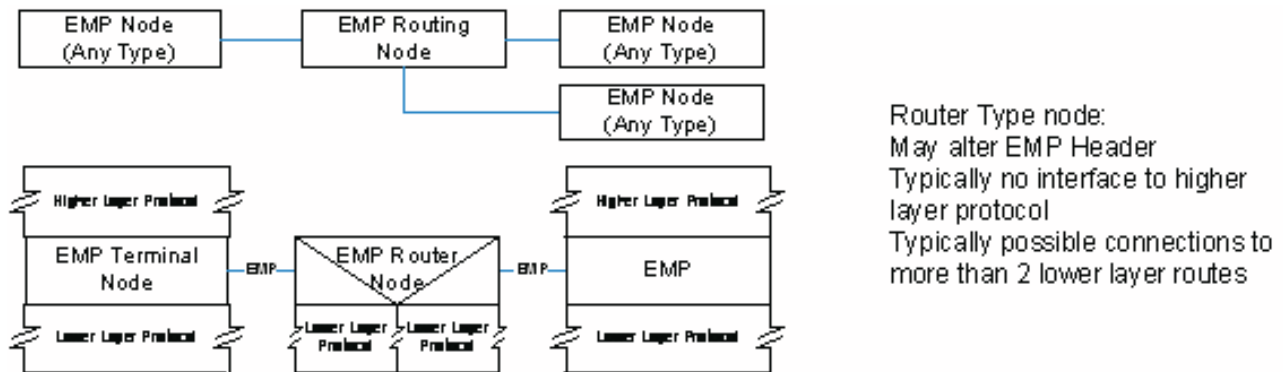 EMP Node
(Any Type)
EMP Routing
Node
EMP Node
(Any Type)
EMP Node
(Any Type)
Router Type node:
May alter EMP Header
Typically no interface to higher
layer protocol
Typically possible connections to
more than 2 lower layer routes
Higher Layer Protocol
Higher Layer Protocol
EMP Terminal
Node
EMP
EMP Router
Node
EMP
EMP
Lower Layer Protocol
Lower Layer
Protocol
Lower Layer
Protocol
Lower Layer Protocol